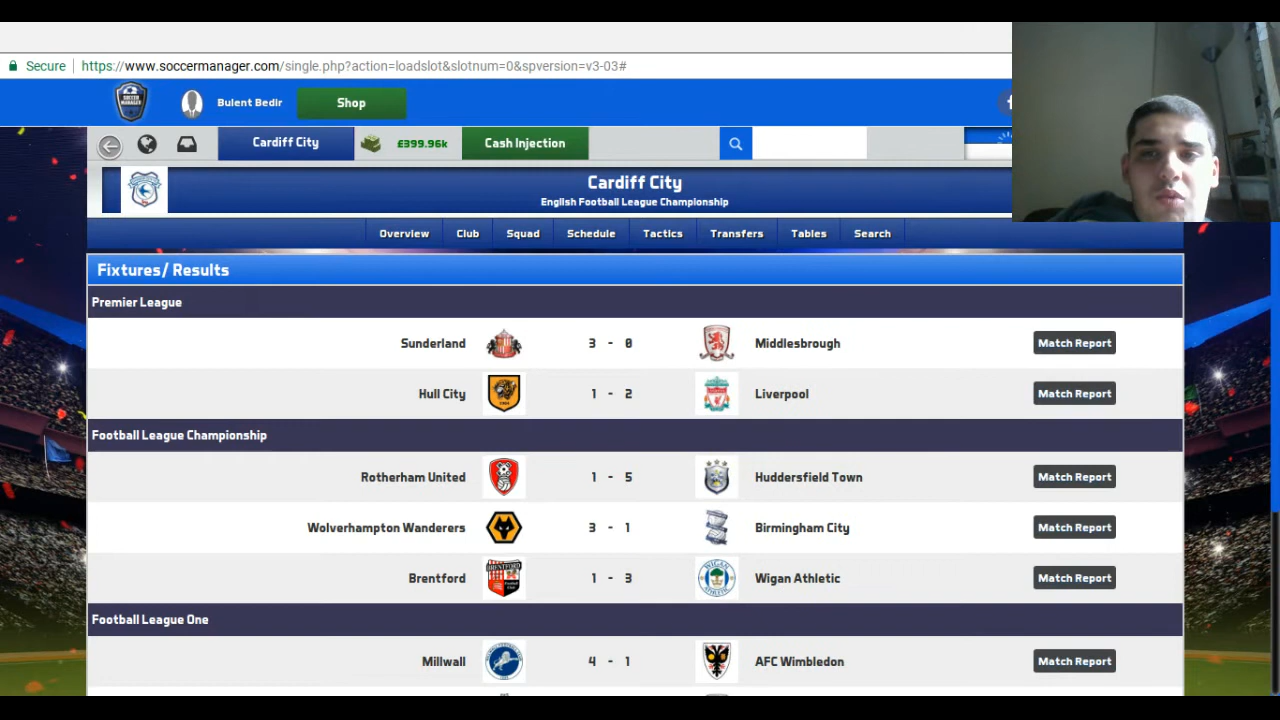 Secure https://www.soccermanager.com/single.php?action=loadslot&slotnum=0&spversion=v3-03#
Bulent Bedir Shop
Cardiff City £399.96k Cash Injection
Cardiff City
English Football League Championship
Overview Club Squad Schedule Tactics Transfers Tables Search
Fixtures/ Results
Premier League
Sunderland 3 - 0 Middlesbrough Match Report
Hull City 1 - 2 Liverpool Match Report
Football League Championship
Rotherham United 1 - 5 Huddersfield Town Match Report
Wolverhampton Wanderers 3 - 1 Birmingham City Match Report
Brentford 1 - 3 Wigan Athletic Match Report
Football League One
Millwall 4 - 1 AFC Wimbledon Match Report